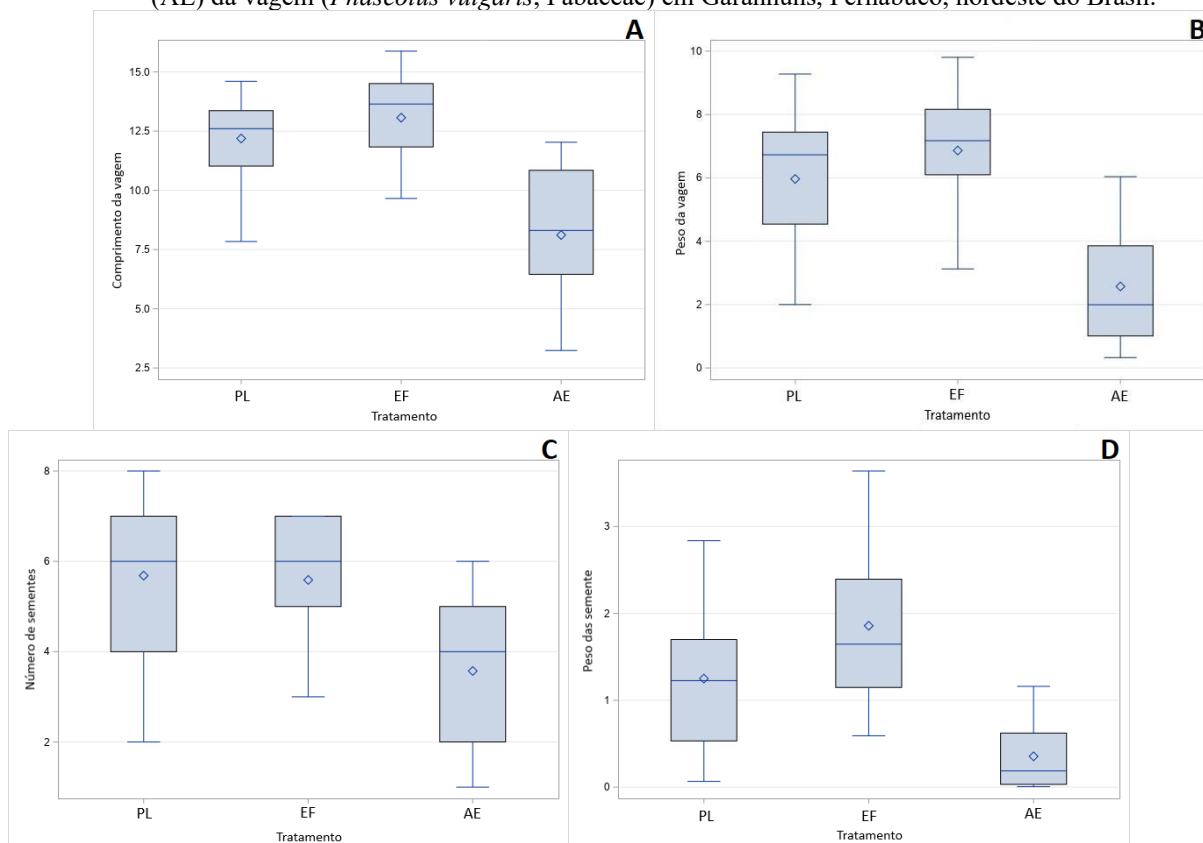 (AE) da vagem (Phaseolus vulgaris, Fabaceae) em Garanhuns, Pernabuco, nordeste do Brasil.
A
Comprimento da vagem
15.0
12.5
10.0
7.5
5.0
2.5
PL EF AE
Tratamento
B
Peso da vagem
10
8
6
4
2
0
PL EF AE
Tratamento
C
Número de sementes
8
6
4
2
PL EF AE
Tratamento
D
Peso das semente
3
2
1
0
PL EF AE
Tratamento